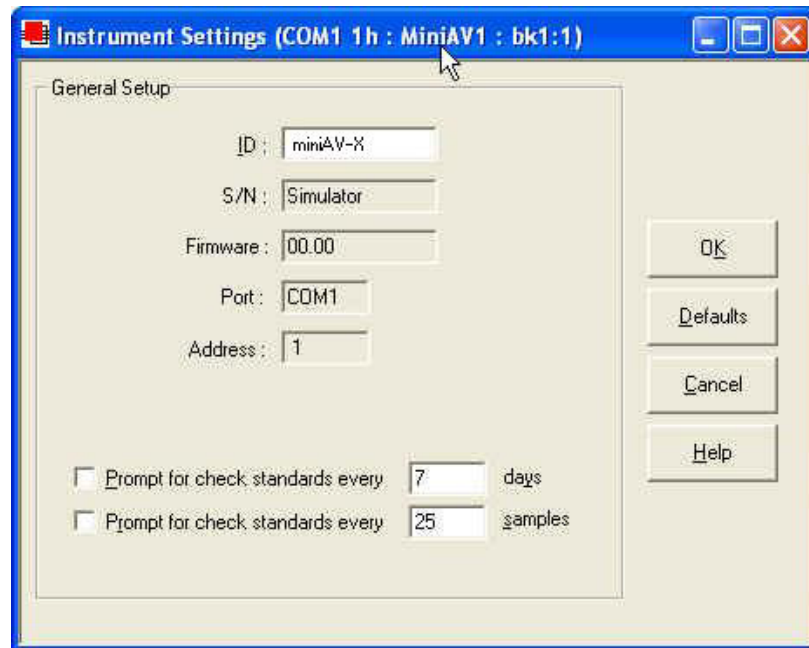 Instrument Settings (COM1 1h : MiniAV1 : bk1:1)
General Setup
ID : miniAV-X
S/N : Simulator
Firmware : 00.00
Port : COM1
Address : 1
OK
Defaults
Cancel
Help
Prompt for check standards every 7 days
Prompt for check standards every 25 samples